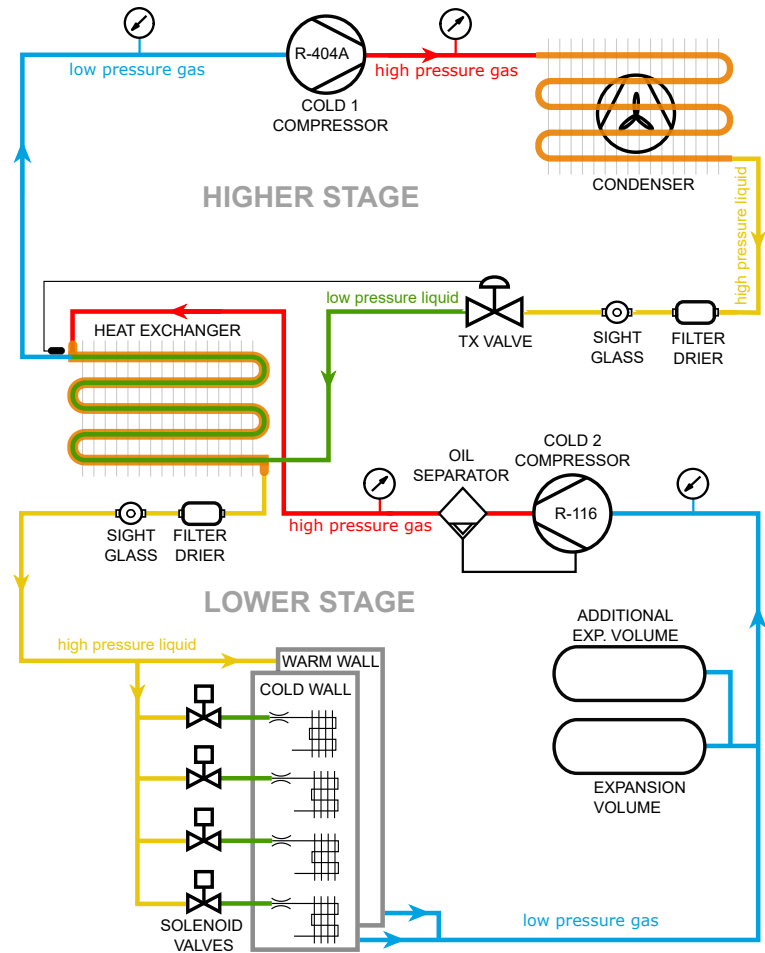 R-404A
low pressure gas
high pressure gas
COLD 1
COMPRESSOR
CONDENSER
HIGHER STAGE
high pressure liquid
low pressure liquid
HEAT EXCHANGER
TX VALVE
SIGHT
GLASS
FILTER
DRIER
OIL
SEPARATOR
COLD 2
COMPRESSOR
R-116
high pressure gas
SIGHT
GLASS
FILTER
DRIER
LOWER STAGE
high pressure liquid
WARM WALL
COLD WALL
ADDITIONAL
EXP. VOLUME
EXPANSION
VOLUME
SOLENOID
VALVES
low pressure gas